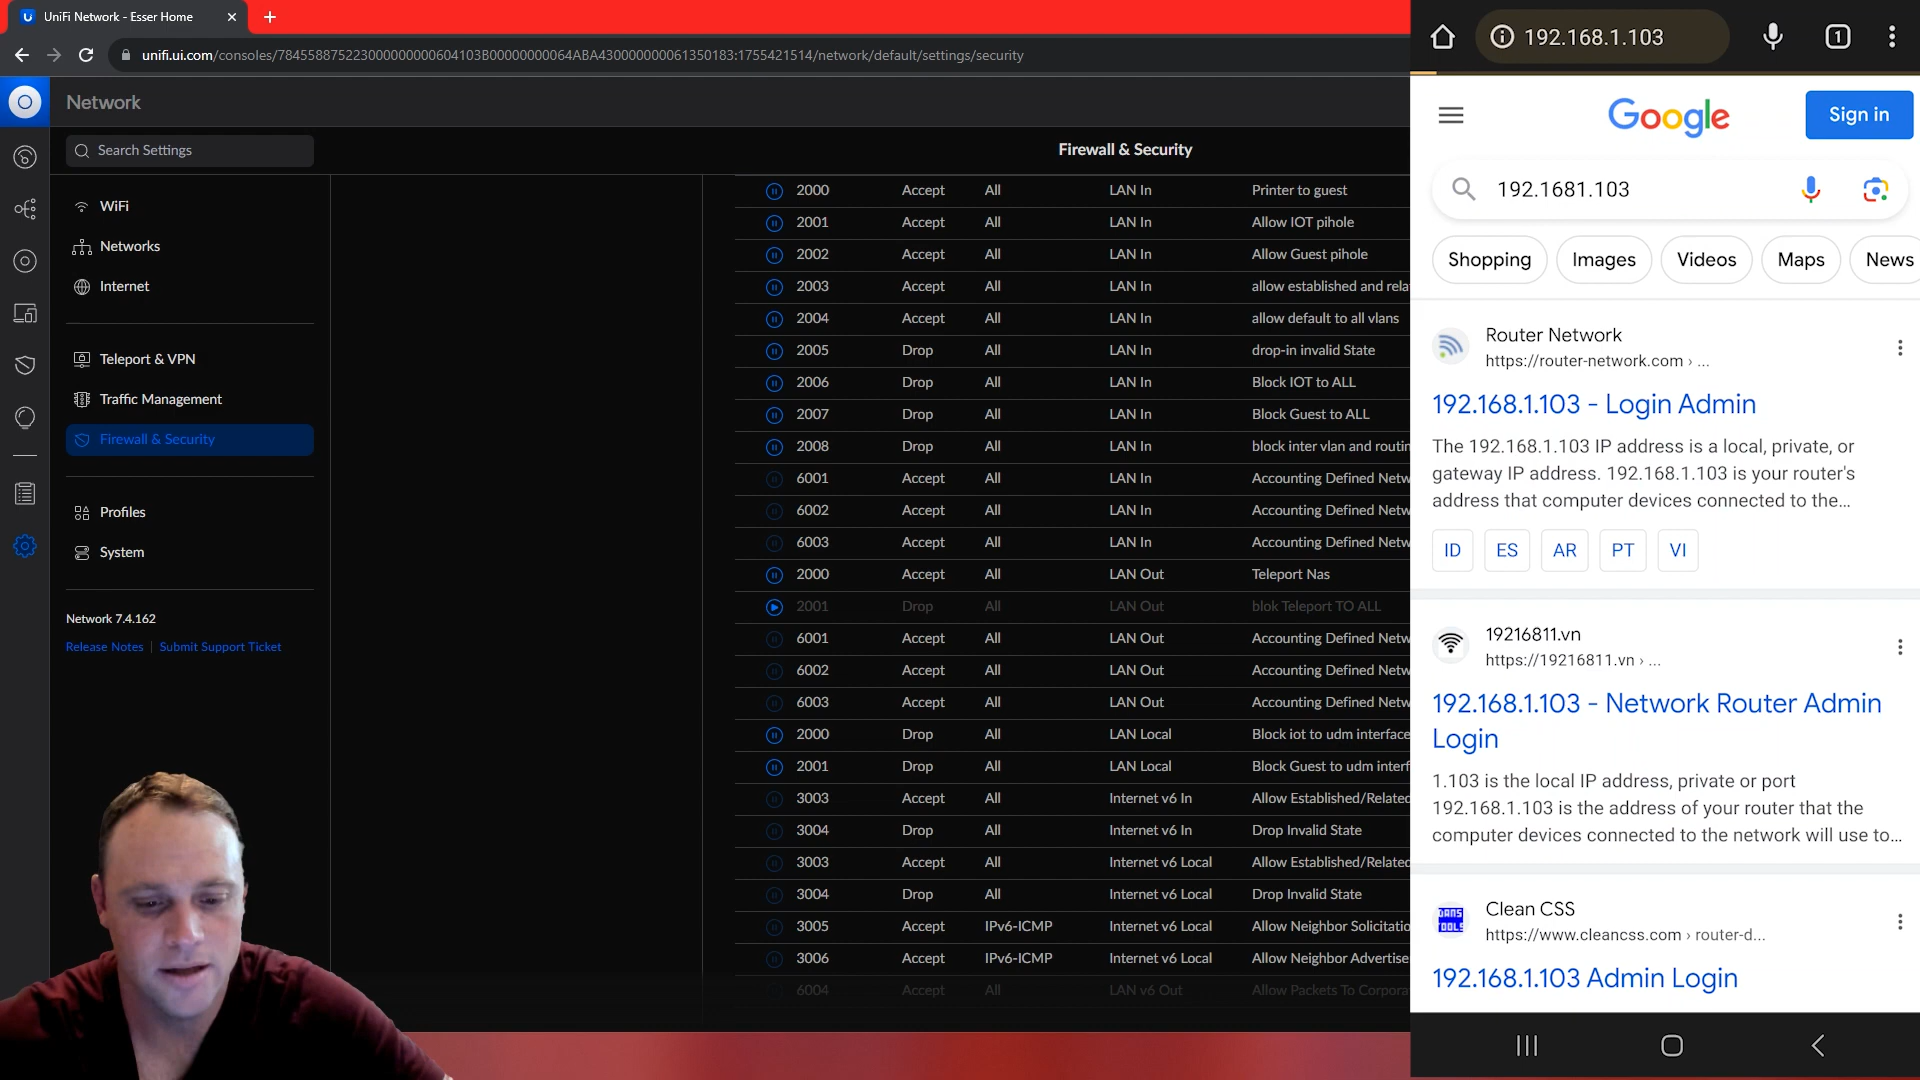 UniFi Network - Esser Home
unifi.ui.com/consoles/7845588752230000000000604103B00000000064ABA430000000006135​0183:1755421514/network/default/settings/security
Network
Search Settings
Firewall & Security
WiFi
Networks
Internet
Teleport & VPN
Traffic Management
Firewall & Security
Profiles
System
Network 7.4.162
Release Notes | Submit Support Ticket
2000 Accept All LAN In Printer to guest
2001 Accept All LAN In Allow IOT pihole
2002 Accept All LAN In Allow Guest pihole
2003 Accept All LAN In allow established and rela
2004 Accept All LAN In allow default to all vlans
2005 Drop All LAN In drop-in invalid State
2006 Drop All LAN In Block IOT to ALL
2007 Drop All LAN In Block Guest to ALL
2008 Drop All LAN In block inter vlan and routin
6001 Accept All LAN In Accounting Defined Netw
6002 Accept All LAN In Accounting Defined Netw
6003 Accept All LAN In Accounting Defined Netw
2000 Accept All LAN Out Teleport Nas
2001 Drop All LAN Out blok Teleport TO ALL
6001 Accept All LAN Out Accounting Defined Netw
6002 Accept All LAN Out Accounting Defined Netw
6003 Accept All LAN Out Accounting Defined Netw
2000 Drop All LAN Local Block iot to udm interface
2001 Drop All LAN Local Block Guest to udm interf
3003 Accept All Internet v6 In Allow Established/Related
3004 Drop All Internet v6 In Drop Invalid State
3003 Accept All Internet v6 Local Allow Established/Related
3004 Drop All Internet v6 Local Drop Invalid State
3005 Accept IPv6-ICMP Internet v6 Local Allow Neighbor Solicitatio
3006 Accept IPv6-ICMP Internet v6 Local Allow Neighbor Advertise
6004 Accept All LAN v6 Out Allow Packets To Corpora
192.168.1.103
1
Google
Sign in
192.1681.103
Shopping Images Videos Maps News
Router Network
https://router-network.com › ...
192.168.1.103 - Login Admin
The 192.168.1.103 IP address is a local, private, or
gateway IP address. 192.168.1.103 is your router's
address that computer devices connected to the...
ID ES AR PT VI
19216811.vn
https://19216811.vn › ...
192.168.1.103 - Network Router Admin
Login
1.103 is the local IP address, private or port
192.168.1.103 is the address of your router that the
computer devices connected to the network will use to...
DANS
TOOLS
Clean CSS
https://www.cleancss.com › router-d...
192.168.1.103 Admin Login